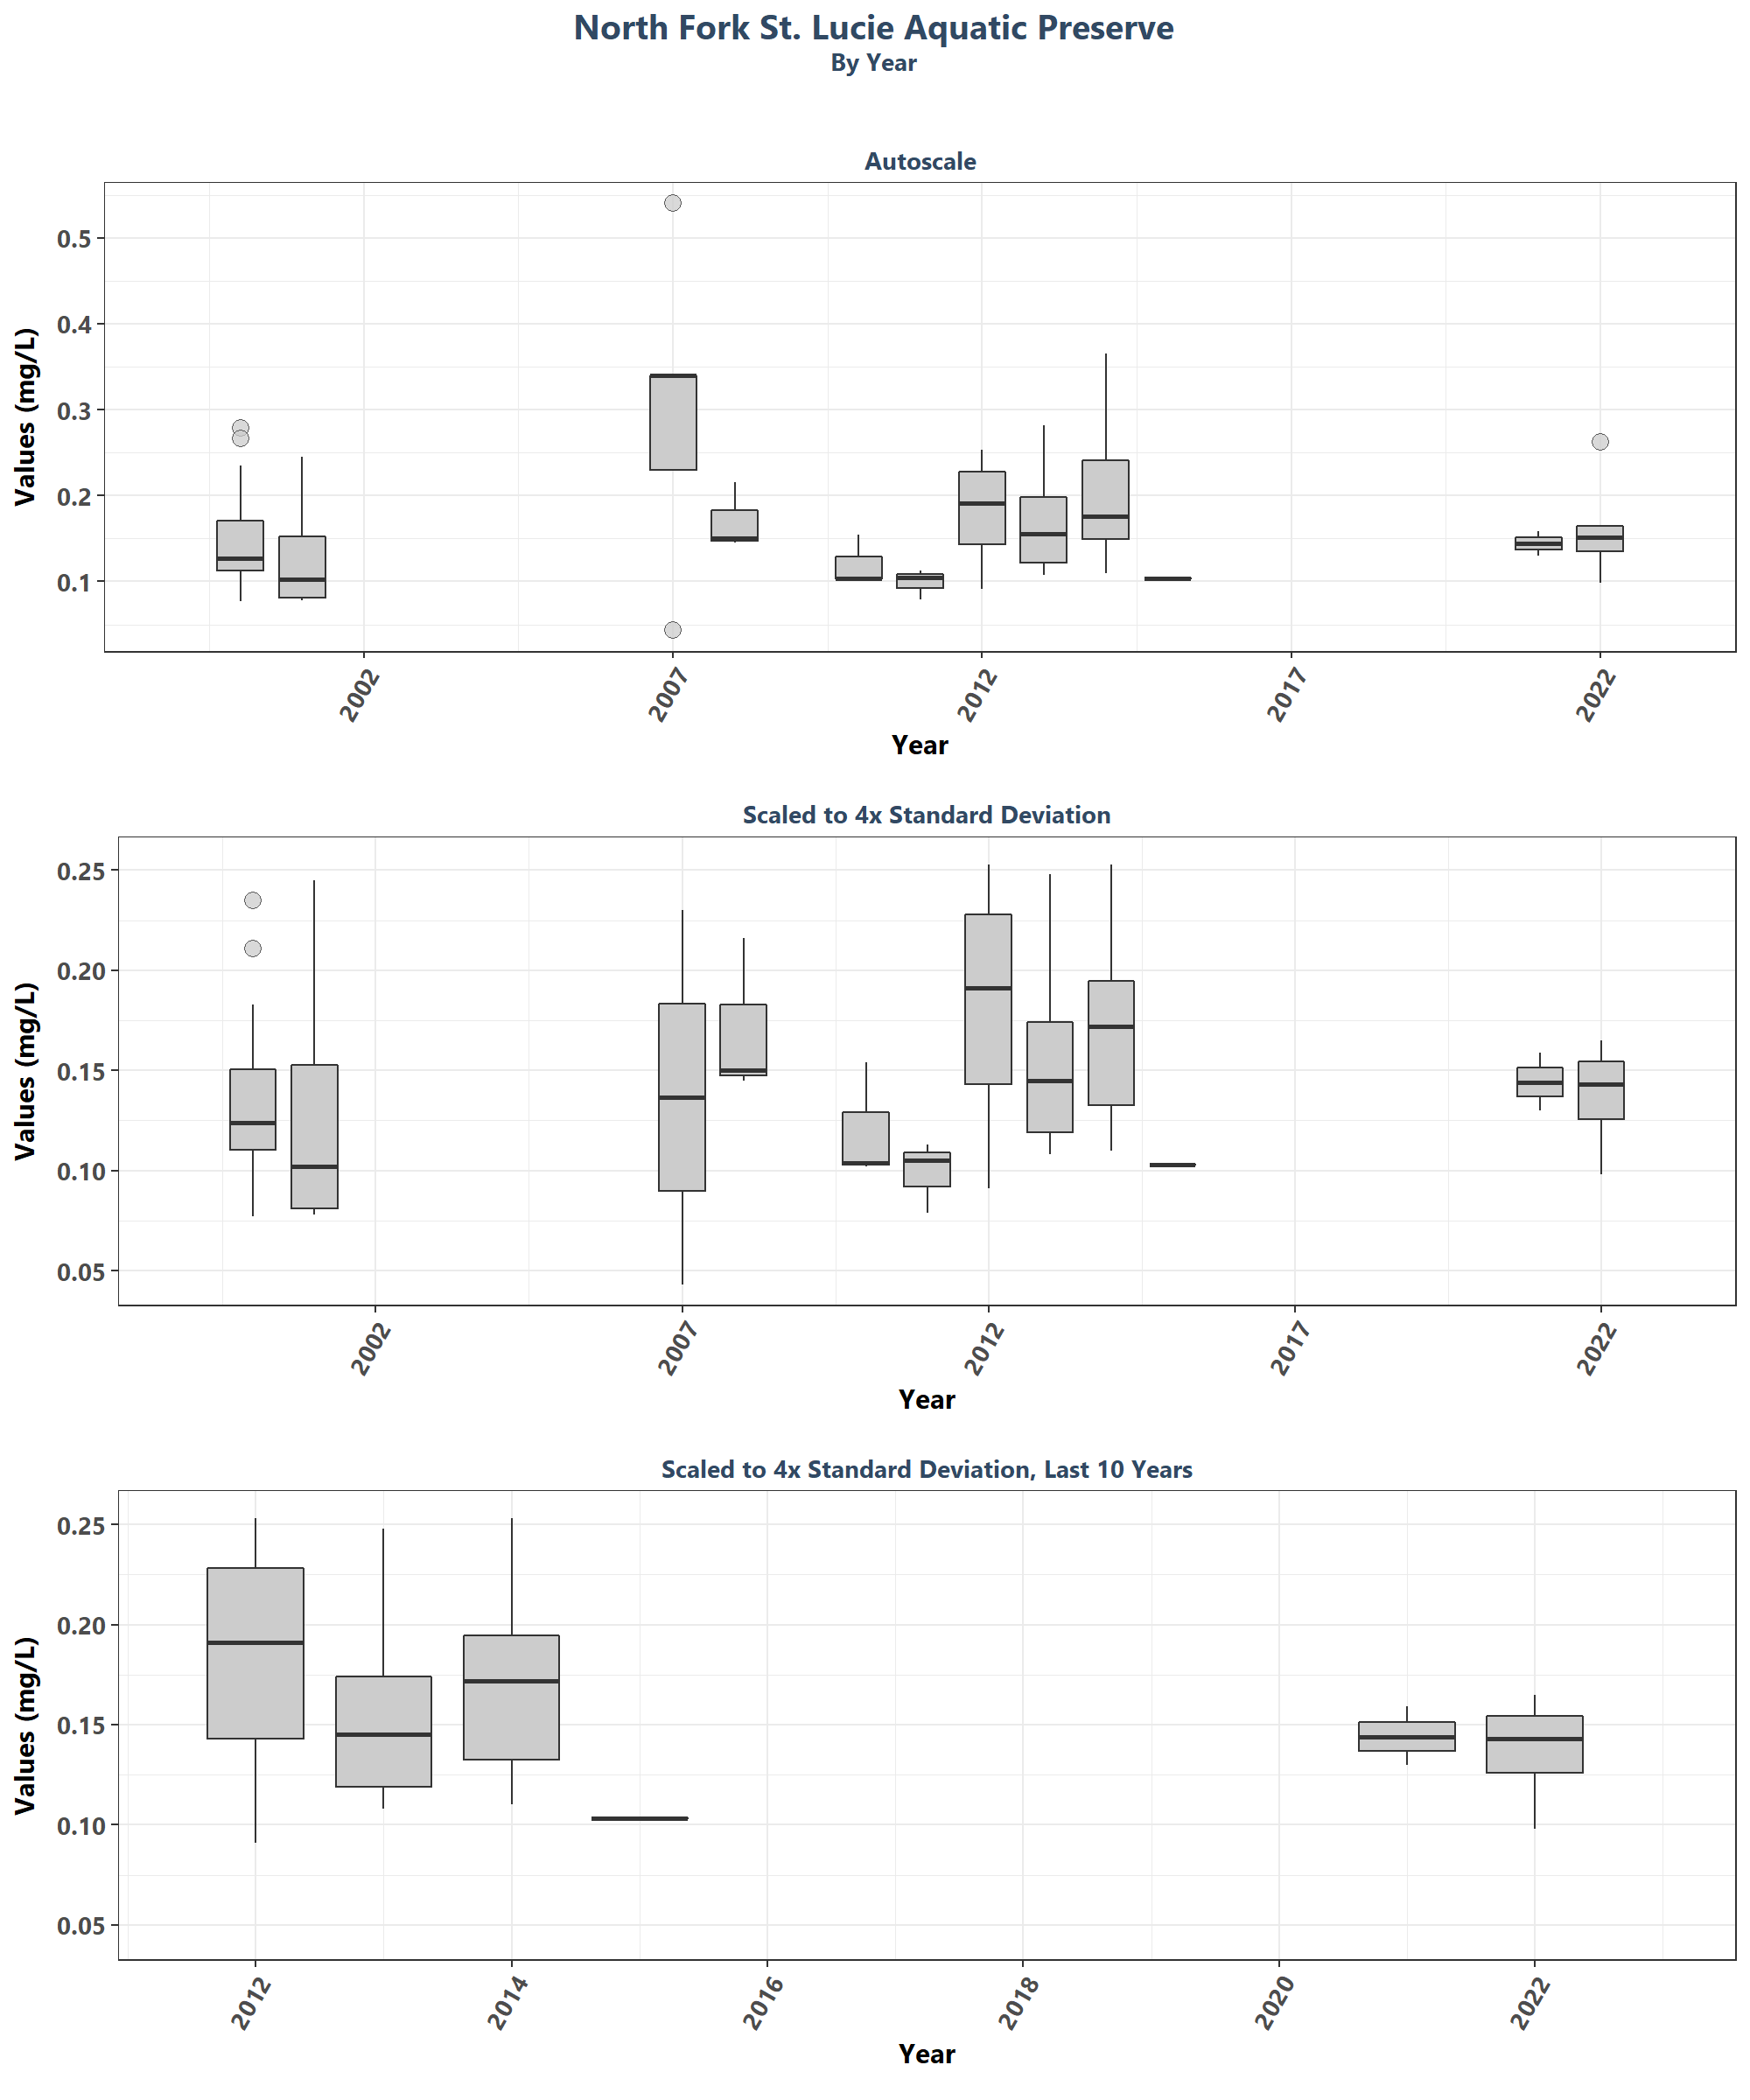 North Fork St. Lucie Aquatic Preserve
By Year
Autoscale
Values (mg/L)
0.5
0.4
0.3
0.2
0.1
2002
2007
2012
2017
2022
Year
Scaled to 4x Standard Deviation
Values (mg/L)
0.25
0.20
0.15
0.10
0.05
2002
2007
2012
2017
2022
Year
Scaled to 4x Standard Deviation, Last 10 Years
Values (mg/L)
0.25
0.20
0.15
0.10
0.05
2012
2014
2016
2018
2020
2022
Year